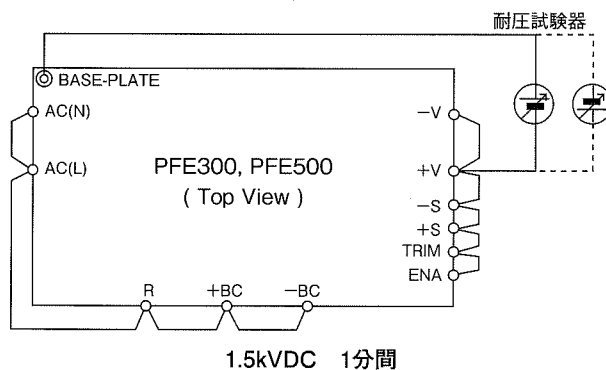 耐圧試験器
BASE-PLATE
AC(N)
−V
AC(L)
PFE300, PFE500
+V
( Top View )
−S
+S
TRIM
ENA
R
+BC
−BC
1.5kVDC 1分間